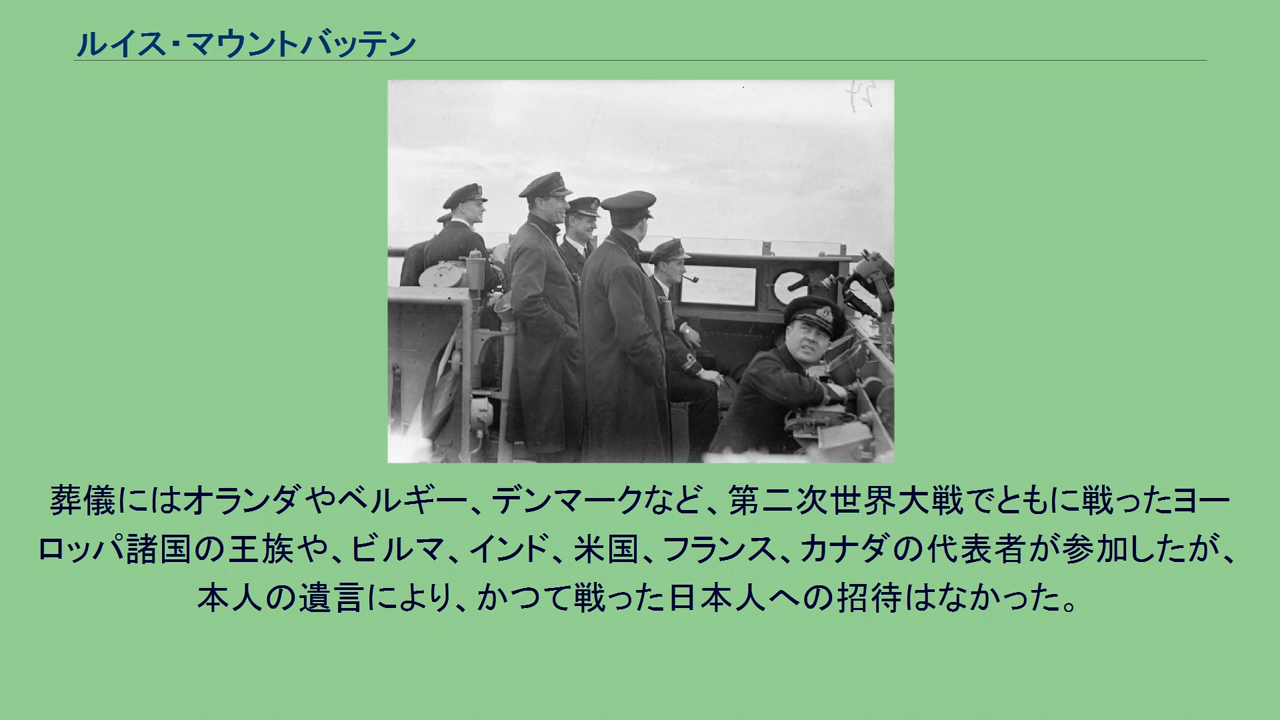 ルイス・マウントバッテン
葬儀にはオランダやベルギー、デンマークなど、第二次世界大戦でともに戦ったヨー
ロッパ諸国の王族や、ビルマ、インド、米国、フランス、カナダの代表者が参加したが、
本人の遺言により、かつて戦った日本人への招待はなかった。